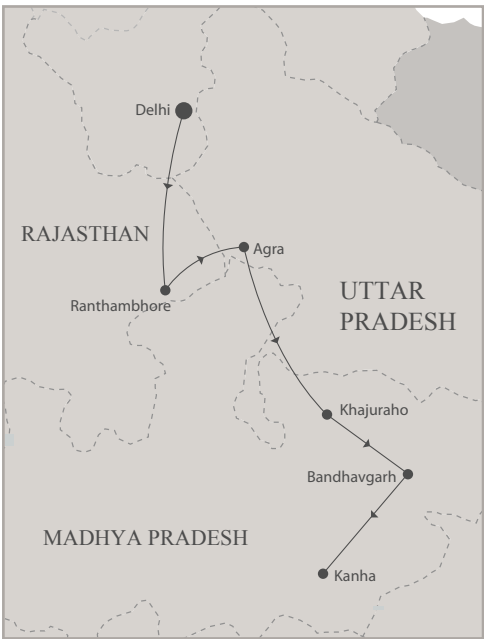 Delhi
RAJASTHAN
Agra
Ranthambhore
UTTAR
PRADESH
Khajuraho
Bandhavgarh
MADHYA PRADESH
Kanha